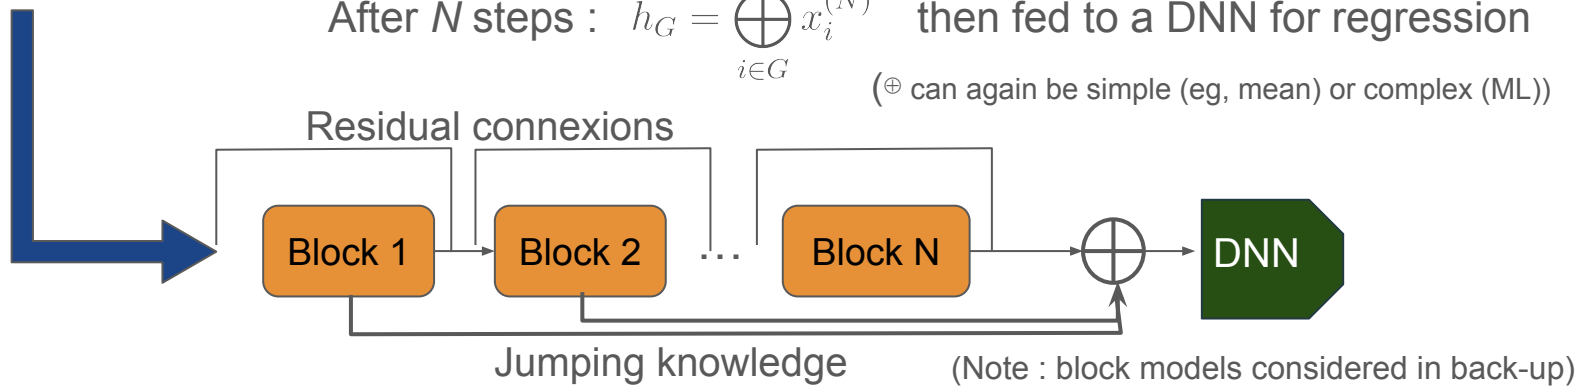 After N steps : h_G = ⨁_{i∈G} x_i^{(N)} then fed to a DNN for regression
(⊕ can again be simple (eg, mean) or complex (ML))
Residual connexions
Block 1 Block 2 ... Block N DNN
Jumping knowledge
(Note : block models considered in back-up)